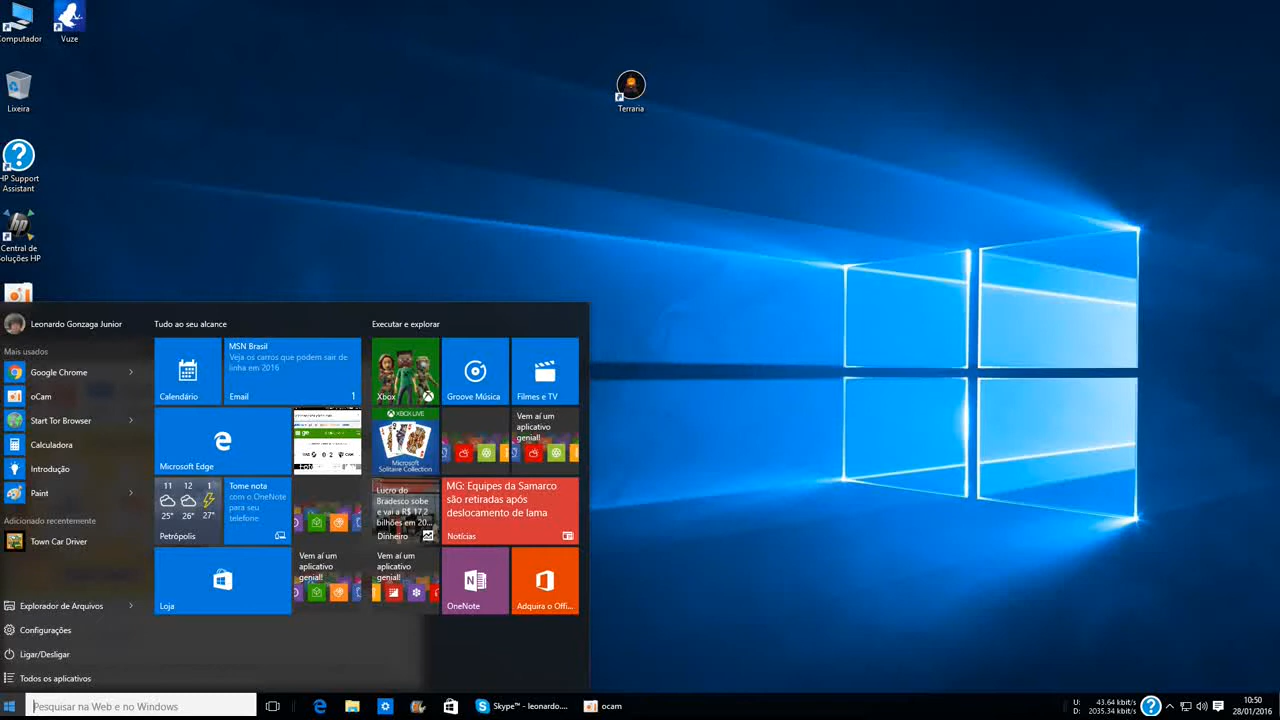 Computador
Vuze
Lixeira
Terraria
HP Support
Assistant
Central de
Soluções HP
Leonardo Gonzaga Junior
Mais usados
Google Chrome
oCam
Start Tor Browser
Calculadora
Introdução
Paint
Adicionado recentemente
Town Car Driver
Explorador de Arquivos
Configurações
Ligar/Desligar
Todos os aplicativos
Tudo ao seu alcance
Calendário
MSN Brasil
Veja os carros que podem sair de
linha em 2016
Email 1
Microsoft Edge
11 12 1
25° 26° 27°
Petrópolis
Tome nota
com o OneNote
pelo seu
telefone
Loja
Vem aí um
aplicativo
genial!
Executar e explorar
Xbox
Groove Música
Filmes e TV
XBOX LIVE
Microsoft
Solitaire Collection
Vem aí um
aplicativo
genial!
Lucro do
Bradesco sobe
e vai a R$ 17,2
bilhões em 20...
Dinheiro
MG: Equipes da Samarco
são retiradas após
deslocamento de lama
Notícias
Vem aí um
aplicativo
genial!
OneNote
Adquira o Offi...
Pesquisar na Web e no Windows
Skype™ - leonardo....
ocam
U: 43.64 kbit/s
D: 2035.34 kbit/s
10:50
28/01/2016